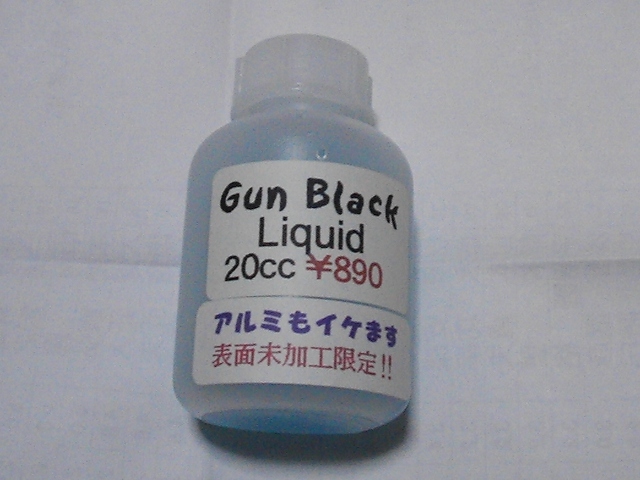 Gun Black
Liquid
20cc ¥890
アルミもイケます
表面未加工限定!!